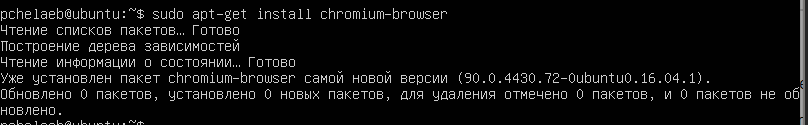 pchelaeb@ubuntu:~$ sudo apt-get install chromium-browser
Чтение списков пакетов… Готово
Построение дерева зависимостей
Чтение информации о состоянии… Готово
Уже установлен пакет chromium-browser самой новой версии (90.0.4430.72-0ubuntu0.16.04.1).
Обновлено 0 пакетов, установлено 0 новых пакетов, для удаления отмечено 0 пакетов, и 0 пакетов не об
новлено.
pchelaeb@ubuntu:~$